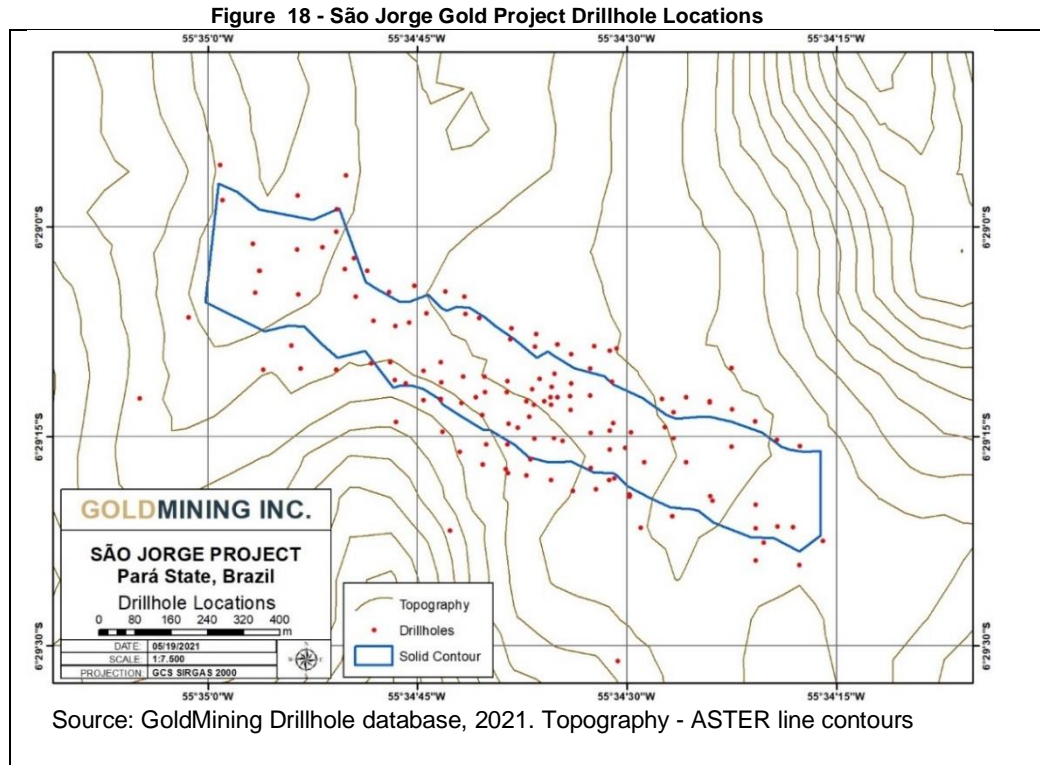 Figure 18 - São Jorge Gold Project Drillhole Locations
55°35'0"W 55°34'45"W 55°34'30"W 55°34'15"W
6°29'0"S 6°29'0"S
6°29'15"S 6°29'15"S
6°29'30"S 6°29'30"S
GOLDMINING INC.
SÃO JORGE PROJECT
Pará State, Brazil
Drillhole Locations
0 80 160 240 320 400
m
DATE: 05/19/2021
SCALE: 1:7.500
PROJECTION: GCS SIRGAS 2000
Topography
Drillholes
Solid Contour
55°35'0"W 55°34'45"W 55°34'30"W 55°34'15"W
Source: GoldMining Drillhole database, 2021. Topography - ASTER line contours